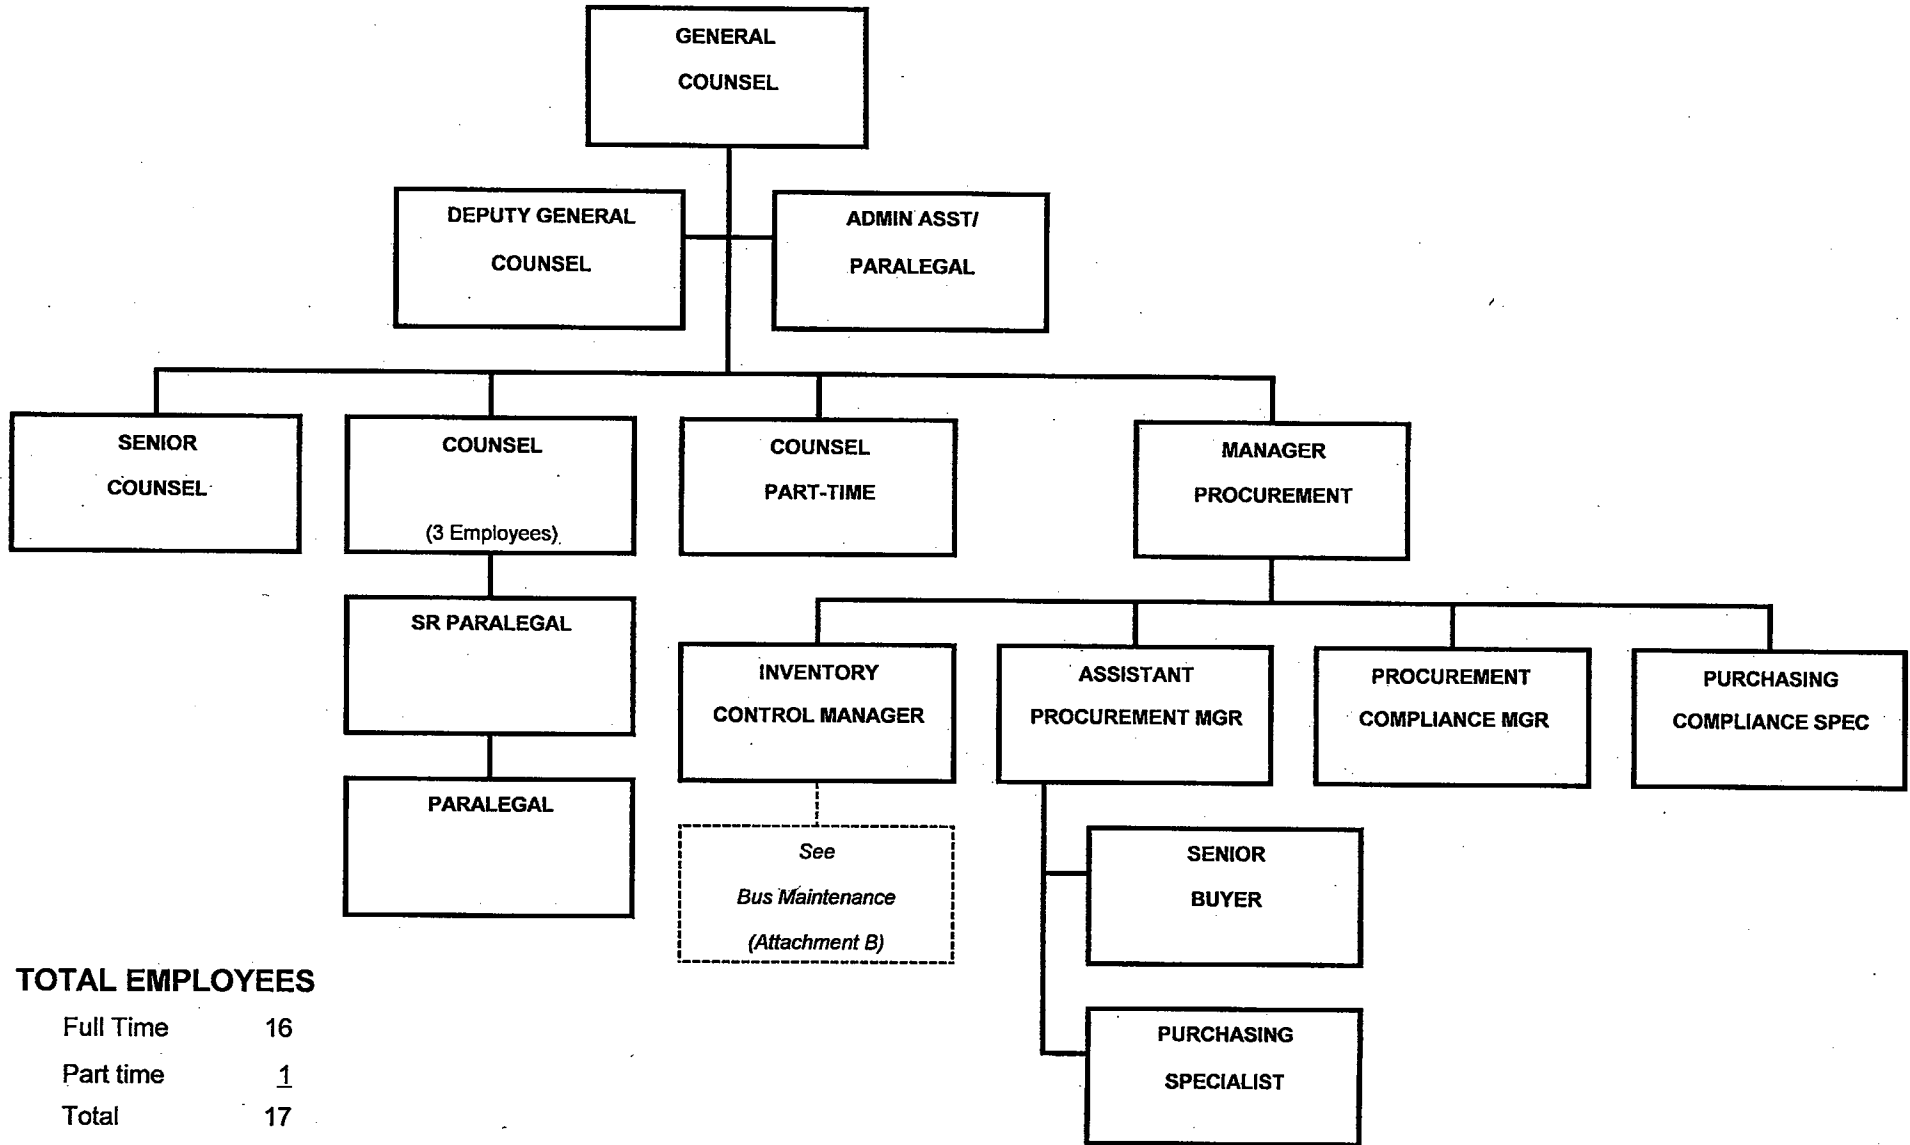 GENERAL
COUNSEL
DEPUTY GENERAL
COUNSEL
ADMIN ASST/
PARALEGAL
SENIOR
COUNSEL
COUNSEL
(3 Employees)
COUNSEL
PART-TIME
MANAGER
PROCUREMENT
SR PARALEGAL
PARALEGAL
INVENTORY
CONTROL MANAGER
ASSISTANT
PROCUREMENT MGR
PROCUREMENT
COMPLIANCE MGR
PURCHASING
COMPLIANCE SPEC
See
Bus Maintenance
(Attachment B)
SENIOR
BUYER
PURCHASING
SPECIALIST
TOTAL EMPLOYEES
Full Time 16
Part time 1
Total 17